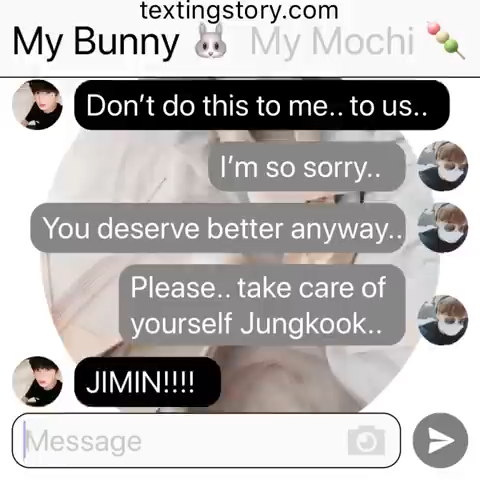 textingstory.com
My Bunny 🐰 My Mochi 🍡
Don't do this to me.. to us..
I'm so sorry..
You deserve better anyway..
Please.. take care of
yourself Jungkook..
JIMIN!!!!
Message